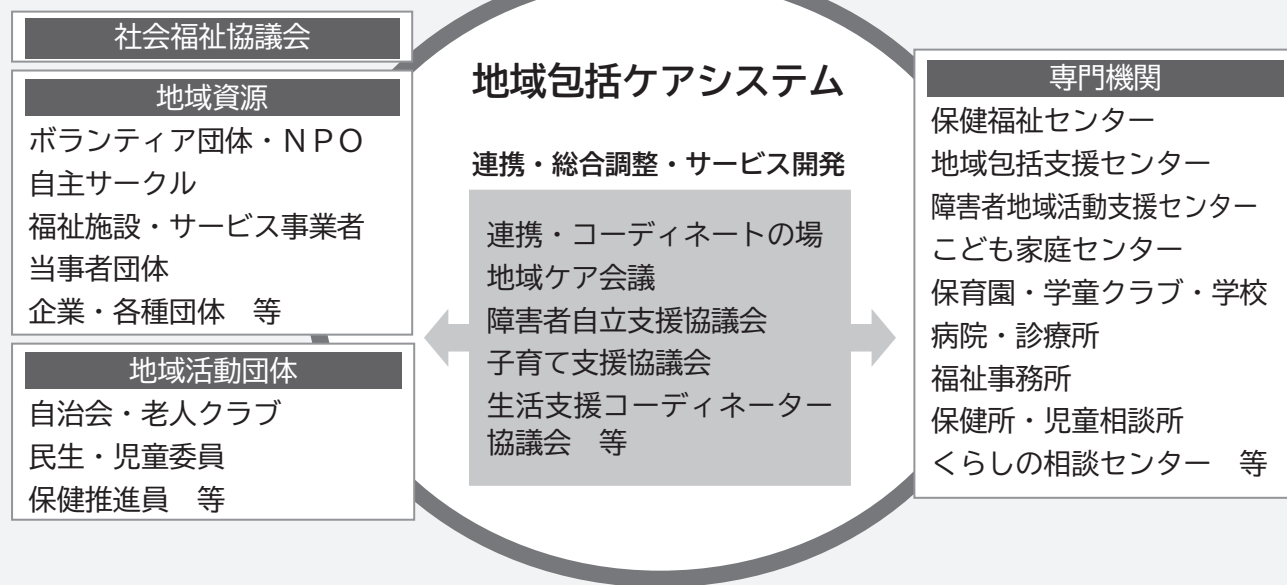 社会福祉協議会
地域資源
ボランティア団体・ＮＰＯ
自主サークル
福祉施設・サービス事業者
当事者団体
企業・各種団体　等
地域活動団体
自治会・老人クラブ
民生・児童委員
保健推進員　等
地域包括ケアシステム
連携・総合調整・サービス開発
連携・コーディネートの場
地域ケア会議
障害者自立支援協議会
子育て支援協議会
生活支援コーディネーター
協議会　等
専門機関
保健福祉センター
地域包括支援センター
障害者地域活動支援センター
こども家庭センター
保育園・学童クラブ・学校
病院・診療所
福祉事務所
保健所・児童相談所
くらしの相談センター　等